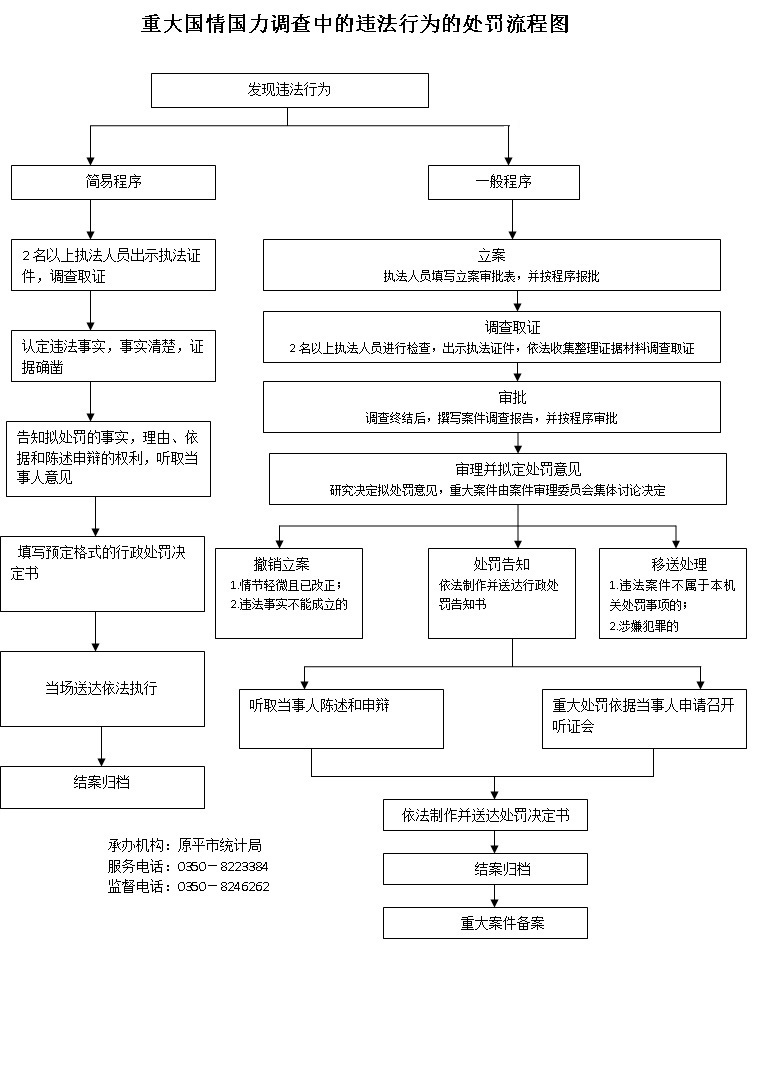 重大国情国力调查中的违法行为的处罚流程图
发现违法行为
简易程序
2 名以上执法人员出示执法证
件，调查取证
认定违法事实，事实清楚，证
据确凿
告知拟处罚的事实，理由、依
据和陈述申辩的权利，听取当
事人意见
填写预定格式的行政处罚决
定书
当场送达依法执行
结案归档
一般程序
立案
执法人员填写立案审批表，并按程序报批
调查取证
2 名以上执法人员进行检查，出示执法证件，依法收集整理证据材料调查取证
审批
调查终结后，撰写案件调查报告，并按程序审批
审理并拟定处罚意见
研究决定拟处罚意见，重大案件由案件审理委员会集体讨论决定
撤销立案
1.情节轻微且已改正；
2.违法事实不能成立的
处罚告知
依法制作并送达行政处
罚告知书
移送处理
1.违法案件不属于本机
关处罚事项的；
2.涉嫌犯罪的
听取当事人陈述和申辩
重大处罚依据当事人申请召开
听证会
依法制作并送达处罚决定书
结案归档
重大案件备案
承办机构：原平市统计局
服务电话：0350－8223384
监督电话：0350－8246262